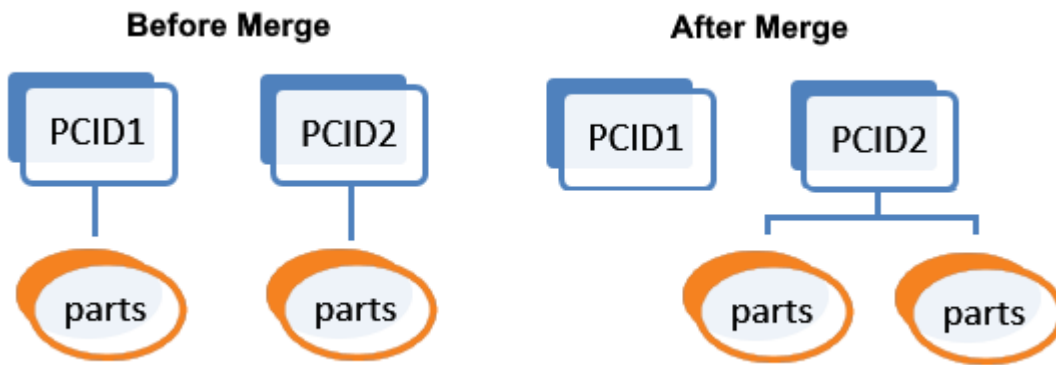 Before Merge
After Merge
PCID1
PCID2
PCID1
PCID2
parts
parts
parts
parts